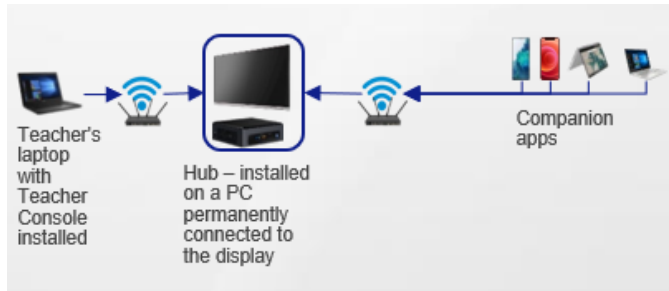 Teacher's
laptop
with
Teacher
Console
installed
Hub – installed
on a PC
permanently
connected to
the display
Companion
apps